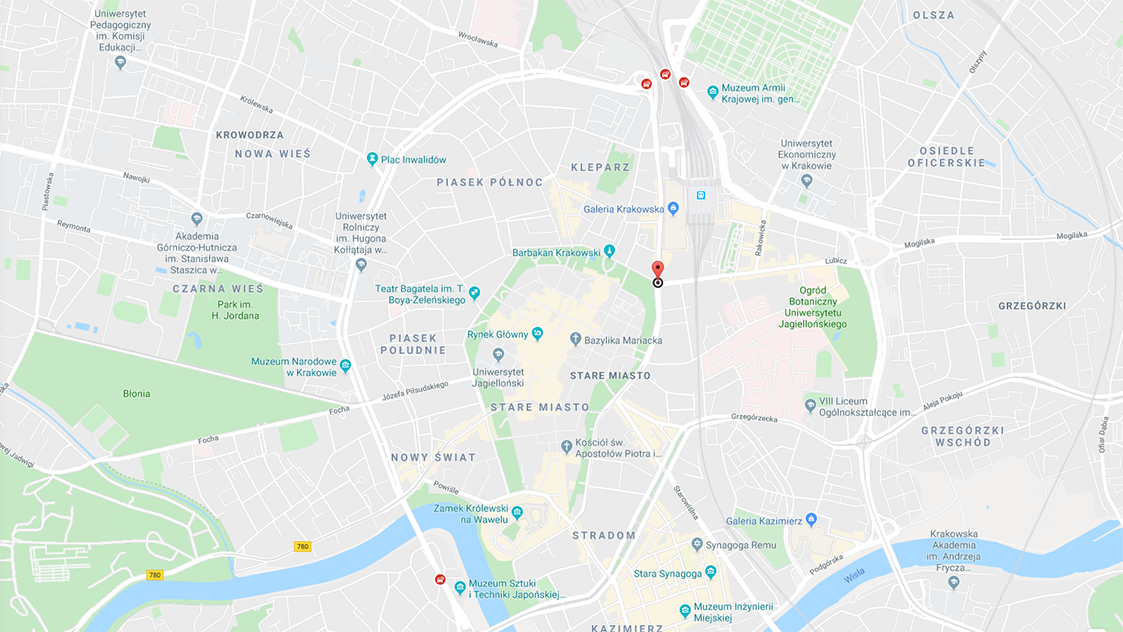 Uniwersytet
Pedagogiczny
im. Komisji
Edukacji...
OLSZA
Wrocławska
Olszyny
Muzeum Armii
Krajowej im. gen...
Królewska
KROWODRZA
NOWA WIEŚ
Plac Inwalidów
KLEPARZ
Uniwersytet
Ekonomiczny
w Krakowie
OSIEDLE
OFICERSKIE
Piastowska
Nawojki
PIASEK PÓŁNOC
Galeria Krakowska
Reymonta
Czarnowiejska
Uniwersytet
Rolniczy
im. Hugona
Kołłątaja w...
Akademia
Górniczo-Hutnicza
im. Stanisława
Staszica w...
Barbakan Krakowski
Rakowicka
Mogilska
Mogilska
Lubicz
CZARNA WIEŚ
Park im.
H. Jordana
Teatr Bagatela im. T.
Boya-Żeleńskiego
Ogród
Botaniczny
Uniwersytetu
Jagiellońskiego
GRZEGÓRZKI
Rynek Główny
Bazylika Mariacka
PIASEK
POŁUDNIE
Muzeum Narodowe
w Krakowie
Uniwersytet
Jagielloński
STARE MIASTO
Błonia
Józefa Piłsudskiego
Focha
STARE MIASTO
VIII Liceum
Ogólnokształcące im...
Aleja Pokoju
Grzegórzecka
GRZEGÓRZKI
WSCHÓD
Ofiar Dąbia
Focha
Kościół św.
Apostołów Piotra i...
NOWY ŚWIAT
Powiśle
Starowiślna
Zamek Królewski
na Wawelu
Galeria Kazimierz
STRADOM
Synagoga Remu
780
780
Krakowska
Akademia
im. Andrzeja
Frycza...
Podgórska
Wisła
Stara Synagoga
Muzeum Sztuki
i Techniki Japońskiej...
Muzeum Inżynierii
Miejskiej
KAZIMIERZ